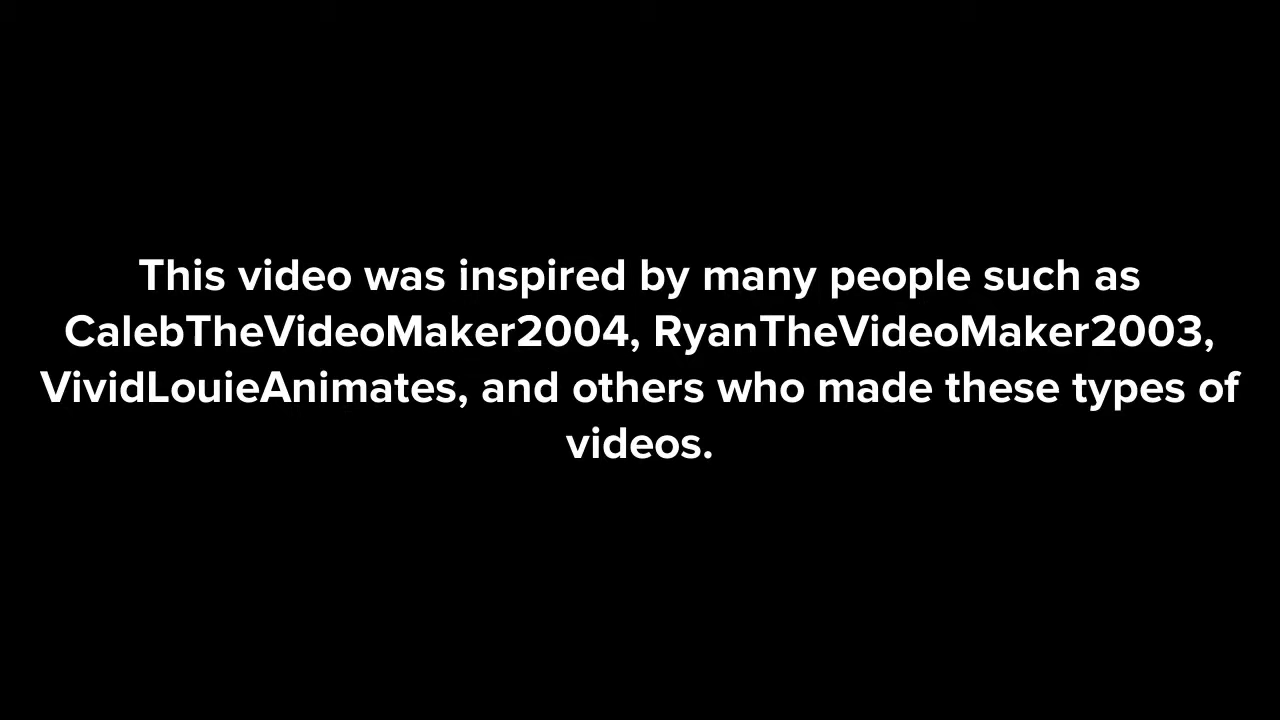 This video was inspired by many people such as
CalebTheVideoMaker2004, RyanTheVideoMaker2003,
VividLouieAnimates, and others who made these types of
videos.